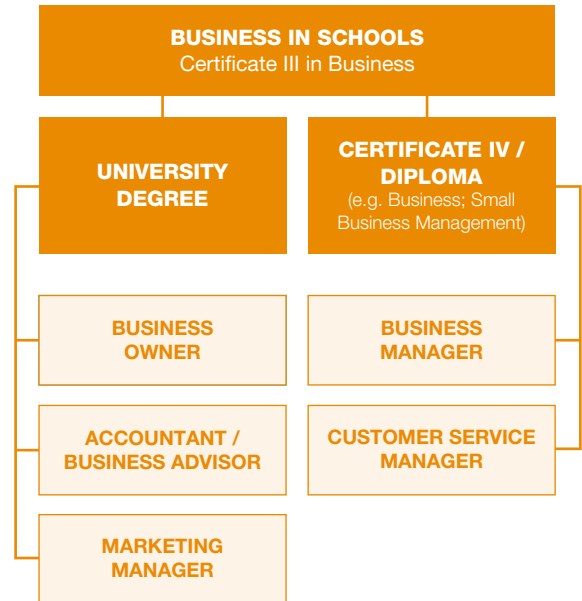 BUSINESS IN SCHOOLS
Certificate III in Business
UNIVERSITY
DEGREE
CERTIFICATE IV /
DIPLOMA
(e.g. Business; Small
Business Management)
BUSINESS
OWNER
BUSINESS
MANAGER
ACCOUNTANT /
BUSINESS ADVISOR
CUSTOMER SERVICE
MANAGER
MARKETING
MANAGER